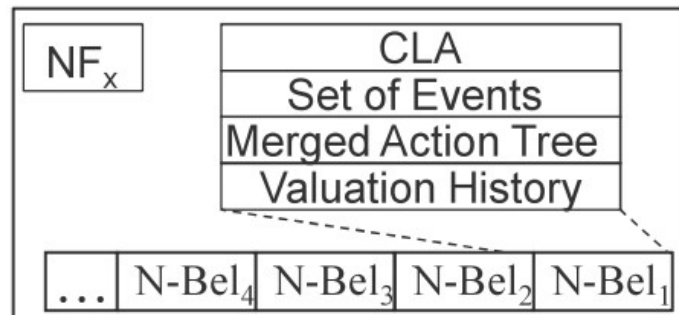 NFₓ
CLA
Set of Events
Merged Action Tree
Valuation History
... N-Bel₄ N-Bel₃ N-Bel₂ N-Bel₁